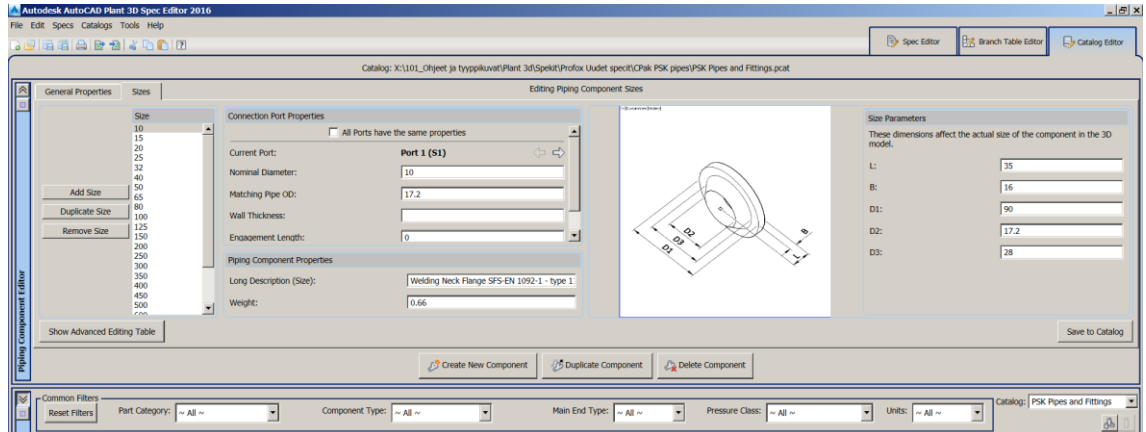 Autodesk AutoCAD Plant 3D Spec Editor 2016
File Edit Specs Catalogs Tools Help
Spec Editor
Branch Table Editor
Catalog Editor
Catalog: X:\101_Ohjeet ja tyyppikuvat\Plant 3d\Spekit\Profox Uudet specit\CPak PSK pipes\PSK Pipes and Fittings.pcat
General Properties
Sizes
Editing Piping Component Sizes
Piping Component Editor
Add Size
Duplicate Size
Remove Size
Size
10
15
20
25
32
40
50
65
80
100
125
150
200
250
300
350
400
450
500
Connection Port Properties
All Ports have the same properties
Current Port: Port 1 (S1)
Nominal Diameter: 10
Matching Pipe OD: 17.2
Wall Thickness:
Engagement Length: 0
Piping Component Properties
Long Description (Size): Welding Neck Flange SFS-EN 1092-1 - type 1
Weight: 0.66
D2
D3
D1
B
L
Size Parameters
These dimensions affect the actual size of the component in the 3D
model.
L: 35
B: 16
D1: 90
D2: 17.2
D3: 28
Show Advanced Editing Table
Save to Catalog
Create New Component
Duplicate Component
Delete Component
Common Filters
Reset Filters
Part Category: ~ All ~
Component Type: ~ All ~
Main End Type: ~ All ~
Pressure Class: ~ All ~
Units: ~ All ~
Catalog: PSK Pipes and Fittings